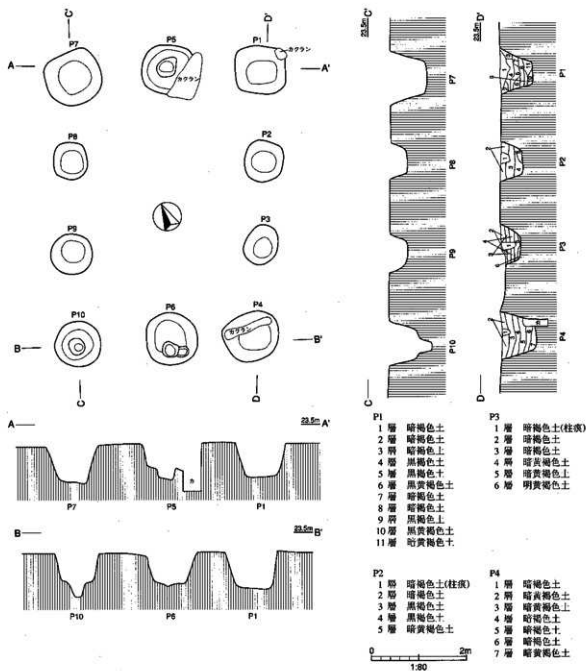 C'
D'
P7
P5
P1
カクラン
A
A'
カクラン
P8
P2
P9
P3
P10
P6
P4
カクラン
B
B'
C
D
A
23.5m
A'
P7
P5
P1
B
23.5m
B'
P10
P6
P1
C'
23.5m
P7
P8
P9
P10
C
D'
23.5m
P1
P2
P3
P4
D
P1
1 層 暗褐色土
2 層 暗褐色土
3 層 暗褐色土
4 層 黒褐色土
5 層 黒褐色土
6 層 黒黄褐色土
7 層 暗褐色土
8 層 暗褐色土
9 層 黒褐色土
10 層 黒黄褐色土
11 層 暗黄褐色土
P3
1 層 暗褐色土(柱痕)
2 層 暗褐色土
3 層 暗褐色土
4 層 暗黄褐色土
5 層 暗黄褐色土
6 層 明黄褐色土
P2
1 層 暗褐色土(柱痕)
2 層 暗褐色土
3 層 黒褐色土
4 層 黒褐色土
5 層 暗黄褐色土
P4
1 層 暗褐色土
2 層 暗黄褐色土
3 層 暗黄褐色土
4 層 暗褐色土
5 層 暗褐色土
6 層 暗褐色土
7 層 暗黄褐色土
0
2m
1:80